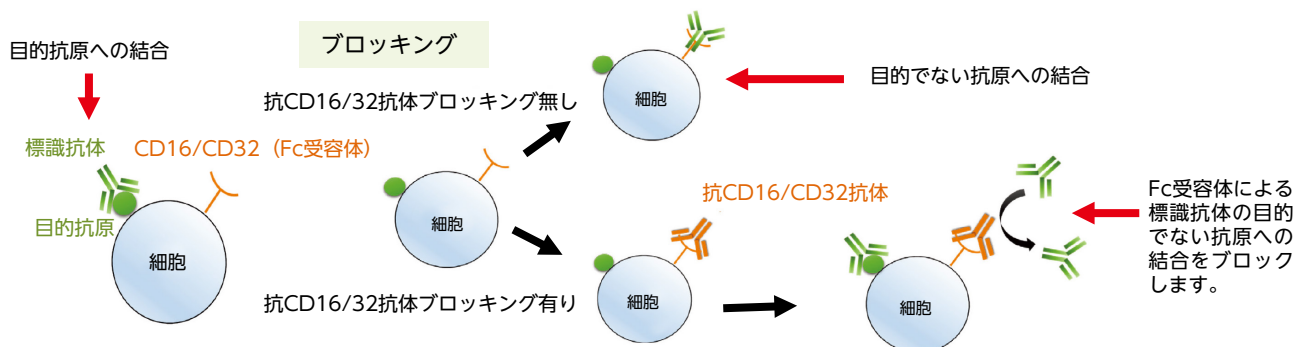 目的抗原への結合
標識抗体
CD16/CD32（Fc受容体）
目的抗原
細胞
ブロッキング
抗CD16/32抗体ブロッキング無し
細胞
抗CD16/32抗体ブロッキング有り
細胞
目的でない抗原への結合
抗CD16/CD32抗体
細胞
細胞
Fc受容体による
標識抗体の目的
でない抗原への
結合をブロック
します。